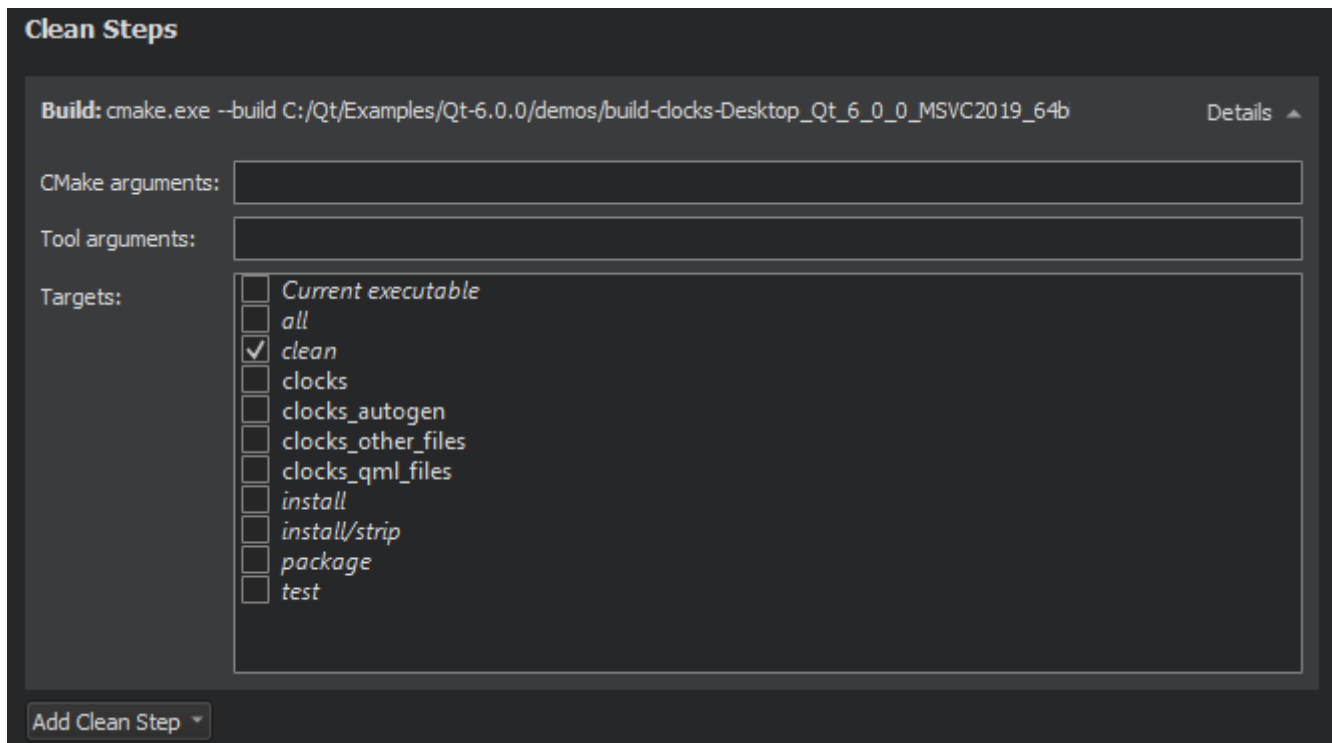 Clean Steps
Build: cmake.exe --build C:/Qt/Examples/Qt-6.0.0/demos/build-clocks-Desktop_Qt_6_0_0_MSVC2019_64b
Details
CMake arguments:
Tool arguments:
Targets:
Current executable
all
clean
clocks
clocks_autogen
clocks_other_files
clocks_qml_files
install
install/strip
package
test
Add Clean Step